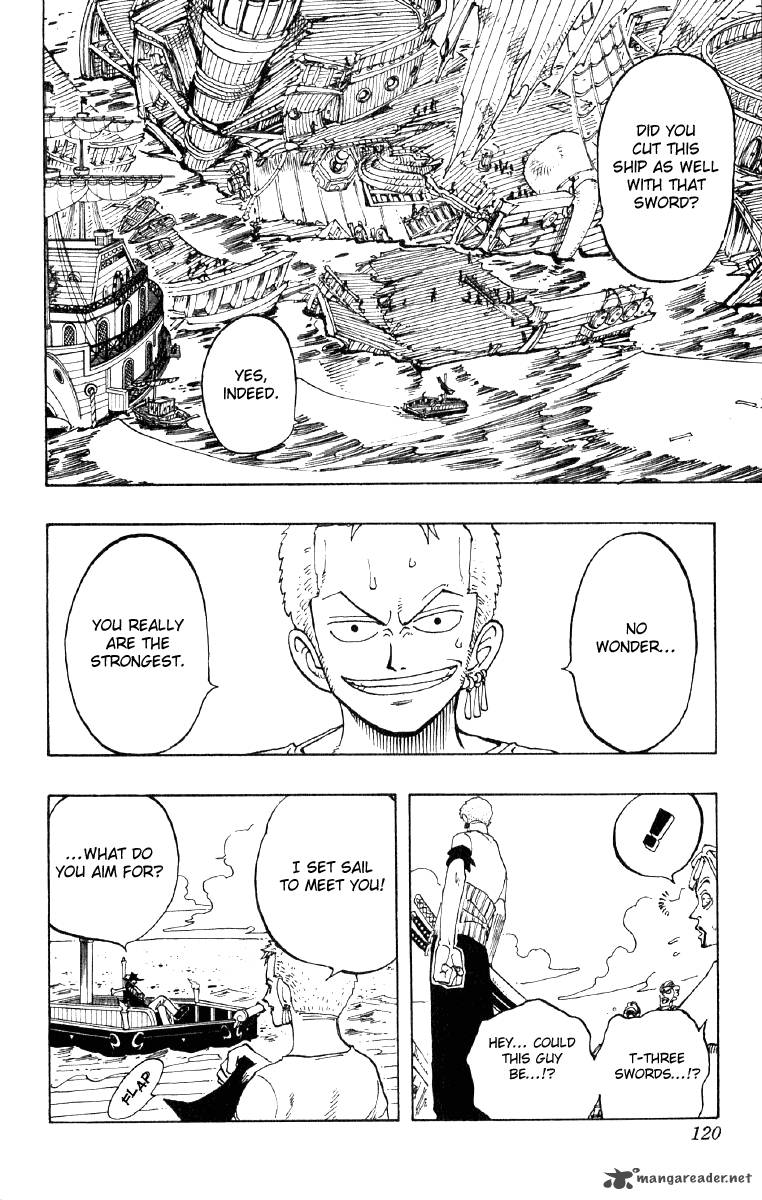 DID YOU
CUT THIS
SHIP AS WELL
WITH THAT
SWORD?
YES,
INDEED.
NO
WONDER...
YOU REALLY
ARE THE
STRONGEST.
!
T-THREE
SWORDS...!?
HEY... COULD
THIS GUY
BE...!?
I SET SAIL
TO MEET YOU!
...WHAT DO
YOU AIM FOR?
FLAP
120
mangareader.net